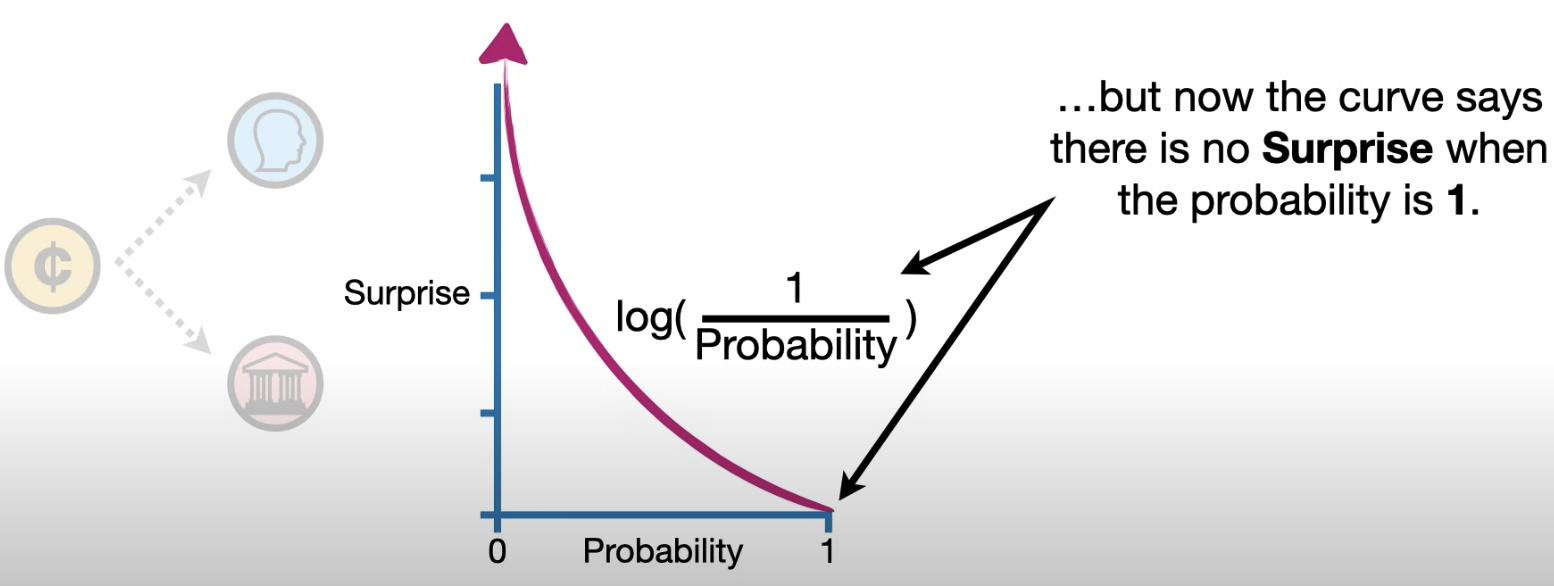 ...but now the curve says
there is no Surprise when
the probability is 1.
¢
Surprise
log(1/Probability)
0
Probability
1